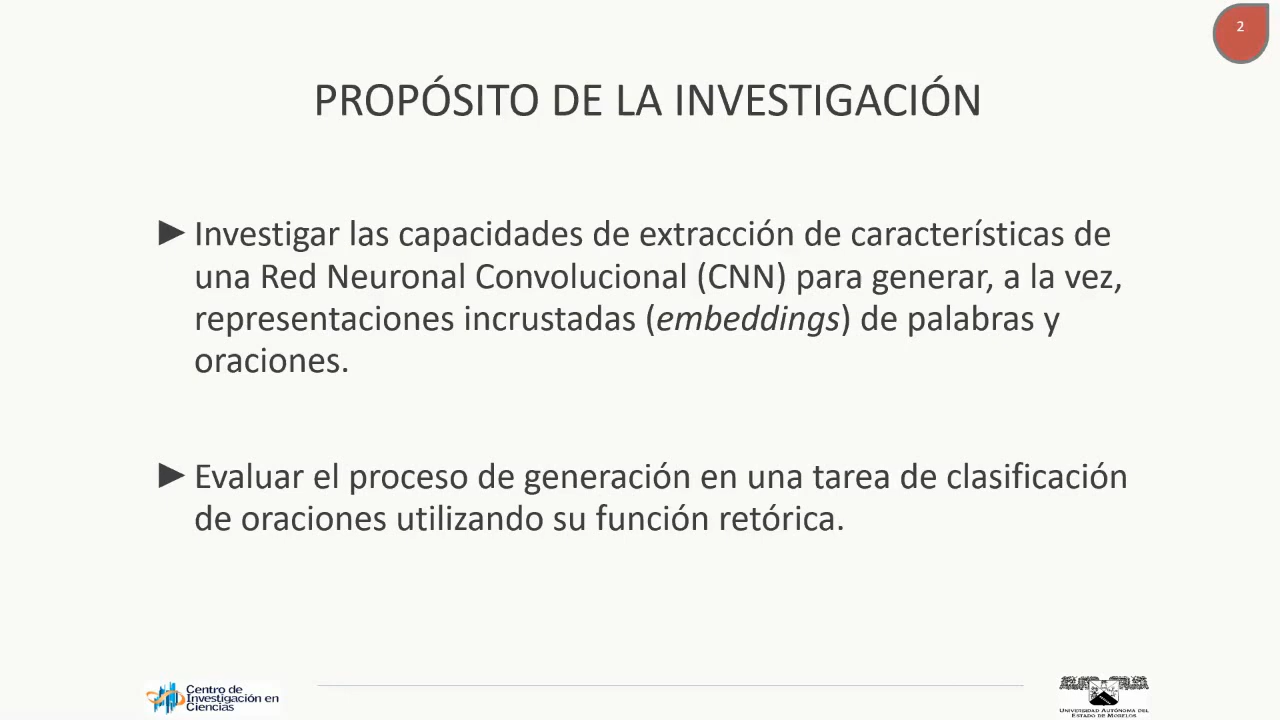 2
PROPÓSITO DE LA INVESTIGACIÓN
►Investigar las capacidades de extracción de características de
una Red Neuronal Convolucional (CNN) para generar, a la vez,
representaciones incrustadas (embeddings) de palabras y
oraciones.
►Evaluar el proceso de generación en una tarea de clasificación
de oraciones utilizando su función retórica.
Centro de
Investigación en
Ciencias
UNIVERSIDAD AUTÓNOMA DEL
ESTADO DE MORELOS